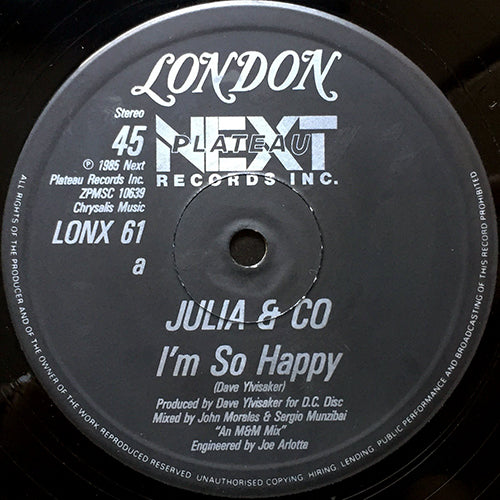 LONDON
Stereo
45
NEXT
PLATEAU
RECORDS INC.
℗ 1985 Next
Plateau Records Inc.
ZPMSC 10639
Chrysalis Music
LONX 61
a
JULIA & CO
I'm So Happy
(Dave Ylvisaker)
Produced by Dave Ylvisaker for D.C. Disc
Mixed by John Morales & Sergio Munzibai
"An M&M Mix"
Engineered by Joe Arlotta
ALL RIGHTS OF THE PRODUCER AND OF THE OWNER OF THE WORK REPRODUCED RESERVED. UNAUTHORISED COPYING, HIRING, LENDING, PUBLIC PERFORMANCE AND BROADCASTING OF THIS RECORD PROHIBITED